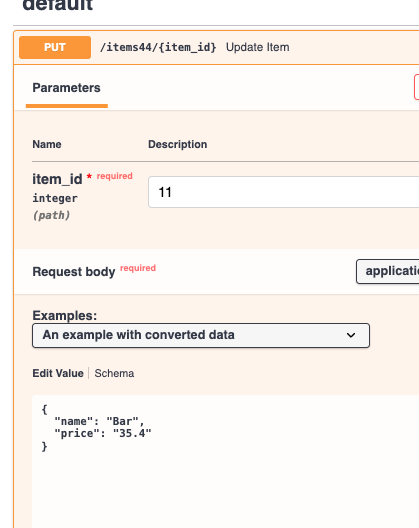 default
PUT /items44/{item_id} Update Item
Parameters
Name Description
item_id * required
integer
(path)
11
Request body required
Examples:
An example with converted data
Edit Value Schema
{
"name": "Bar",
"price": "35.4"
}